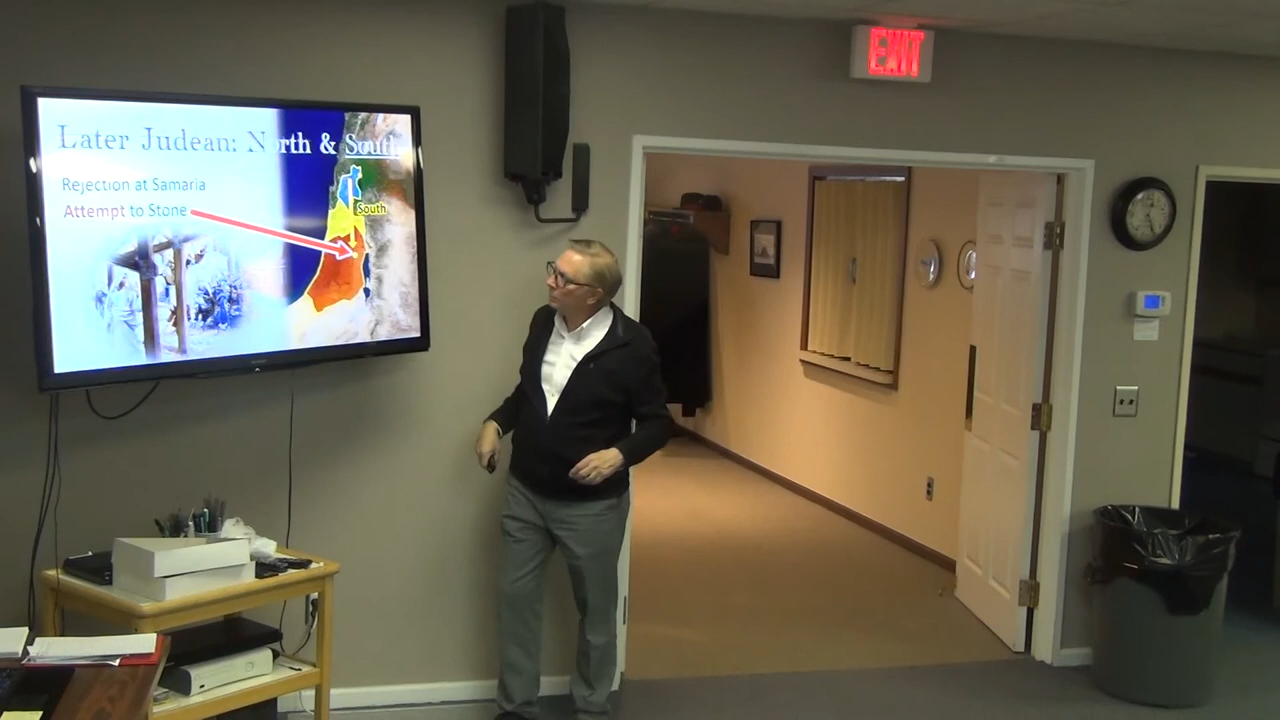 Later Judean: North & South
Rejection at Samaria
Attempt to Stone
South
EXIT